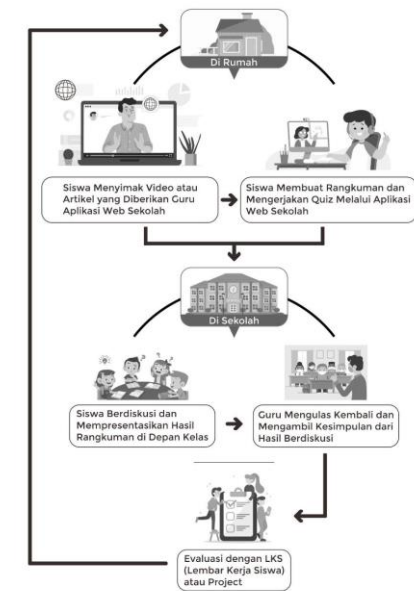 Di Rumah
Siswa Menyimak Video atau
Artikel yang Diberikan Guru
Aplikasi Web Sekolah
Siswa Membuat Rangkuman dan
Mengerjakan Quiz Melalui Aplikasi
Web Sekolah
Di Sekolah
Siswa Berdiskusi dan
Mempresentasikan Hasil
Rangkuman di Depan Kelas
Guru Mengulas Kembali dan
Mengambil Kesimpulan dari
Hasil Berdiskusi
Evaluasi dengan LKS
(Lembar Kerja Siswa)
atau Project